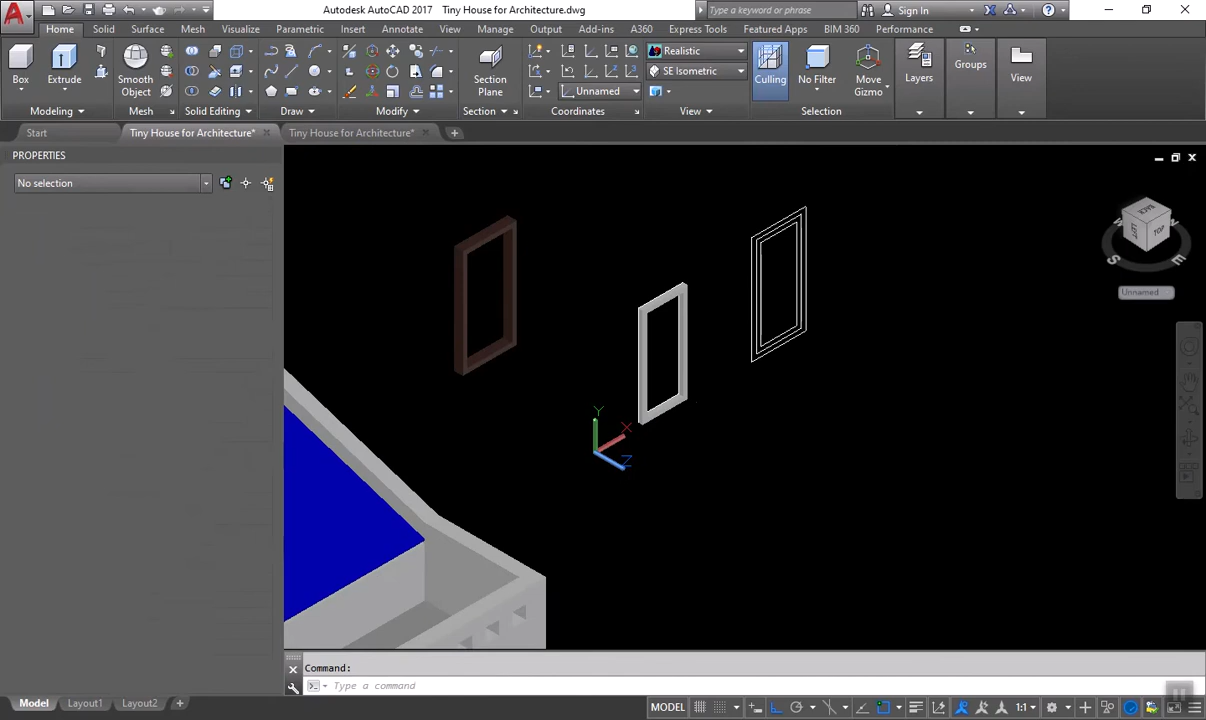 Autodesk AutoCAD 2017 Tiny House for Architecture.dwg
Type a keyword or phrase
Sign In
Home Solid Surface Mesh Visualize Parametric Insert Annotate View Manage Output Add-ins A360 Express Tools Featured Apps BIM 360 Performance
Box
Extrude
Smooth Object
Section Plane
Realistic
SE Isometric
Unnamed
Culling
No Filter
Move Gizmo
Layers
Groups
View
Modeling
Mesh
Solid Editing
Draw
Modify
Section
Coordinates
View
Selection
Start
Tiny House for Architecture*
Tiny House for Architecture*
PROPERTIES
No selection
BACK
TOP
S
E
Unnamed
Y
X
Z
Command:
Type a command
Model Layout1 Layout2
MODEL
1:1